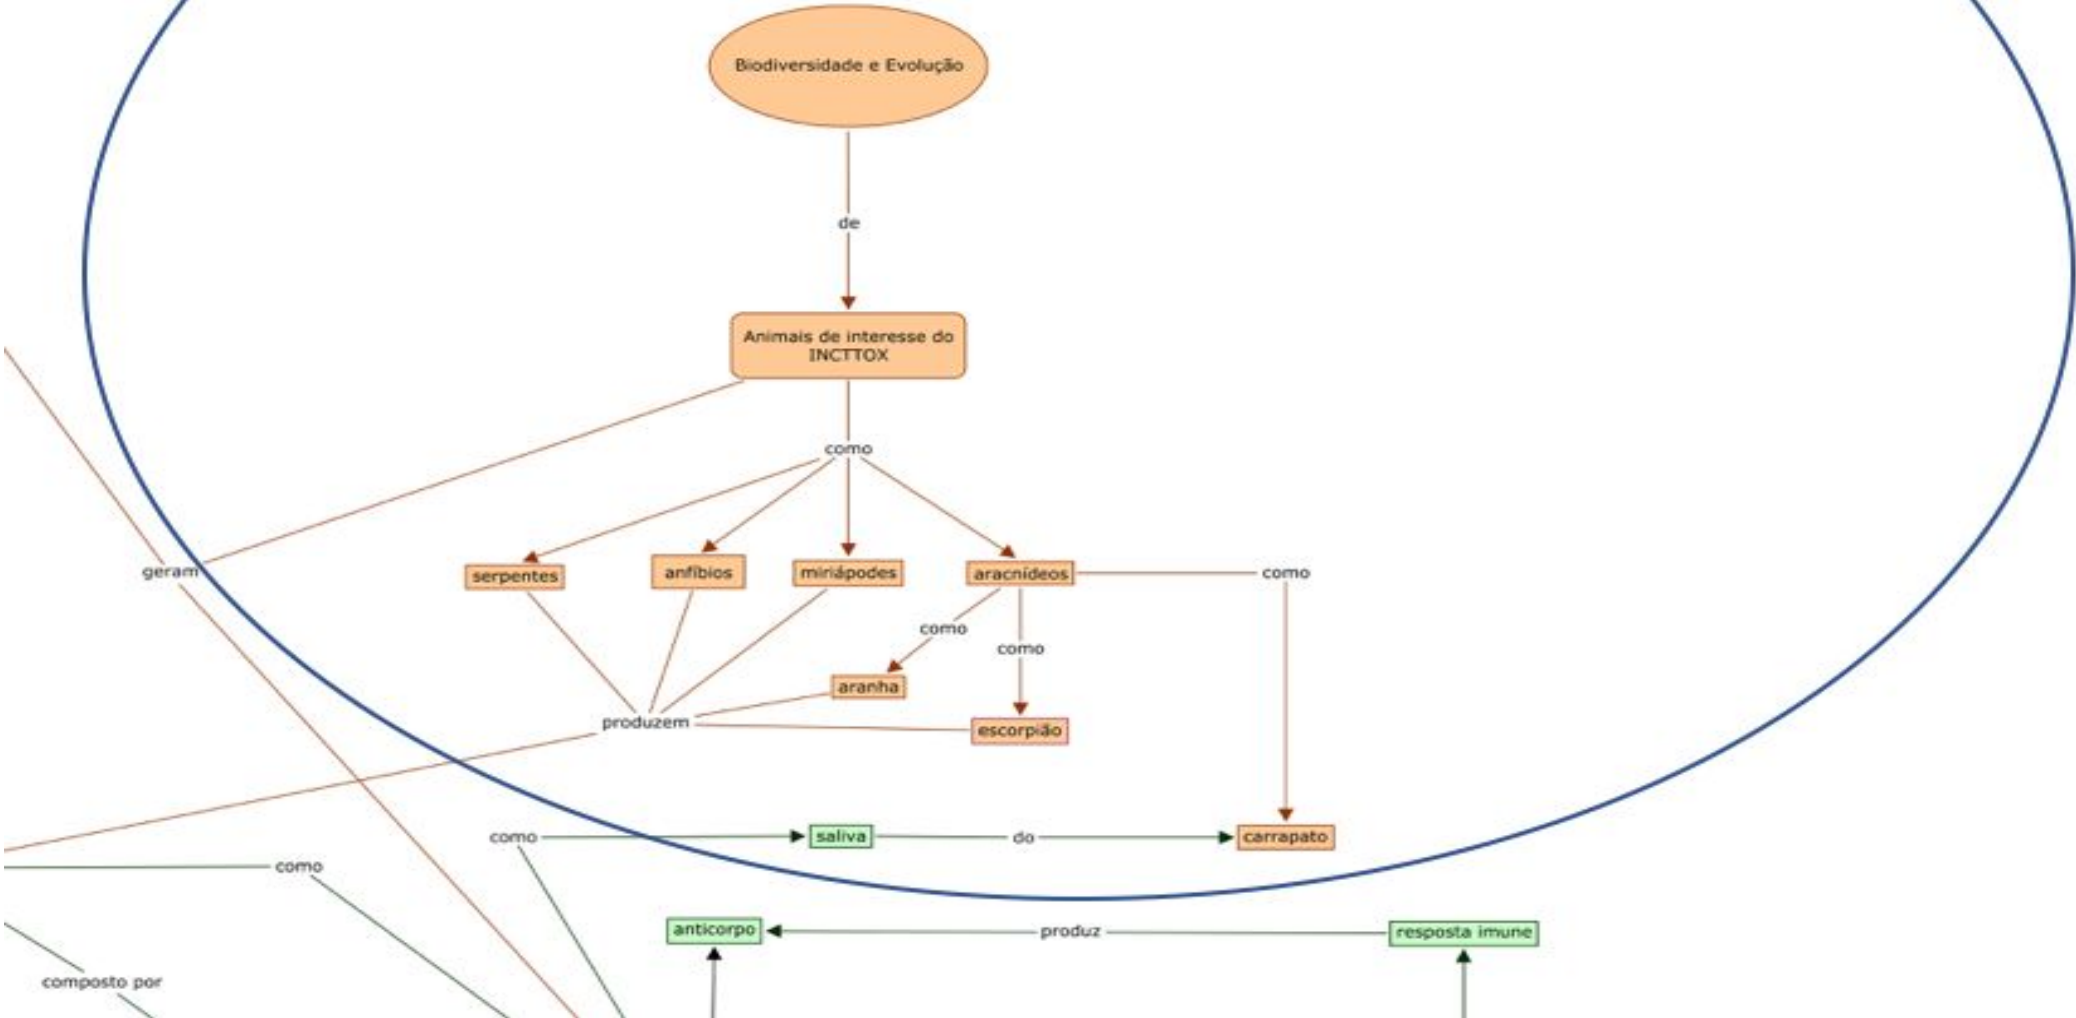 Biodiversidade e Evolução
de
Animais de interesse do
INCTTOX
como
geram
serpentes
anfíbios
miriápodes
aracnídeos
como
como
como
aranha
produzem
escorpião
como
saliva
do
carrapato
como
anticorpo
produz
resposta imune
composto por